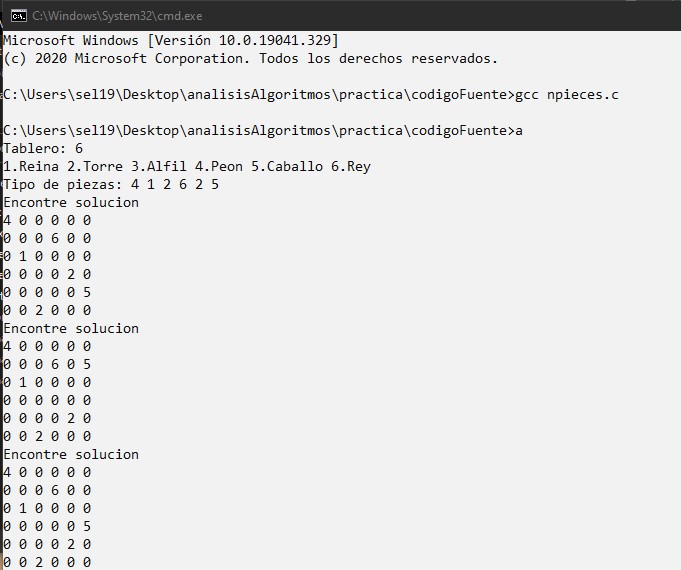 C:\Windows\System32\cmd.exe
Microsoft Windows [Versión 10.0.19041.329]
(c) 2020 Microsoft Corporation. Todos los derechos reservados.
C:\Users\sel19\Desktop\analisisAlgoritmos\practica\codigoFuente>gcc npieces.c
C:\Users\sel19\Desktop\analisisAlgoritmos\practica\codigoFuente>a
Tablero: 6
1.Reina 2.Torre 3.Alfil 4.Peon 5.Caballo 6.Rey
Tipo de piezas: 4 1 2 6 2 5
Encontre solucion
4 0 0 0 0 0
0 0 0 6 0 0
0 1 0 0 0 0
0 0 0 0 2 0
0 0 0 0 0 5
0 0 2 0 0 0
Encontre solucion
4 0 0 0 0 0
0 0 0 6 0 5
0 1 0 0 0 0
0 0 0 0 0 0
0 0 0 0 2 0
0 0 2 0 0 0
Encontre solucion
4 0 0 0 0 0
0 0 0 6 0 0
0 1 0 0 0 0
0 0 0 0 0 5
0 0 0 0 2 0
0 0 2 0 0 0